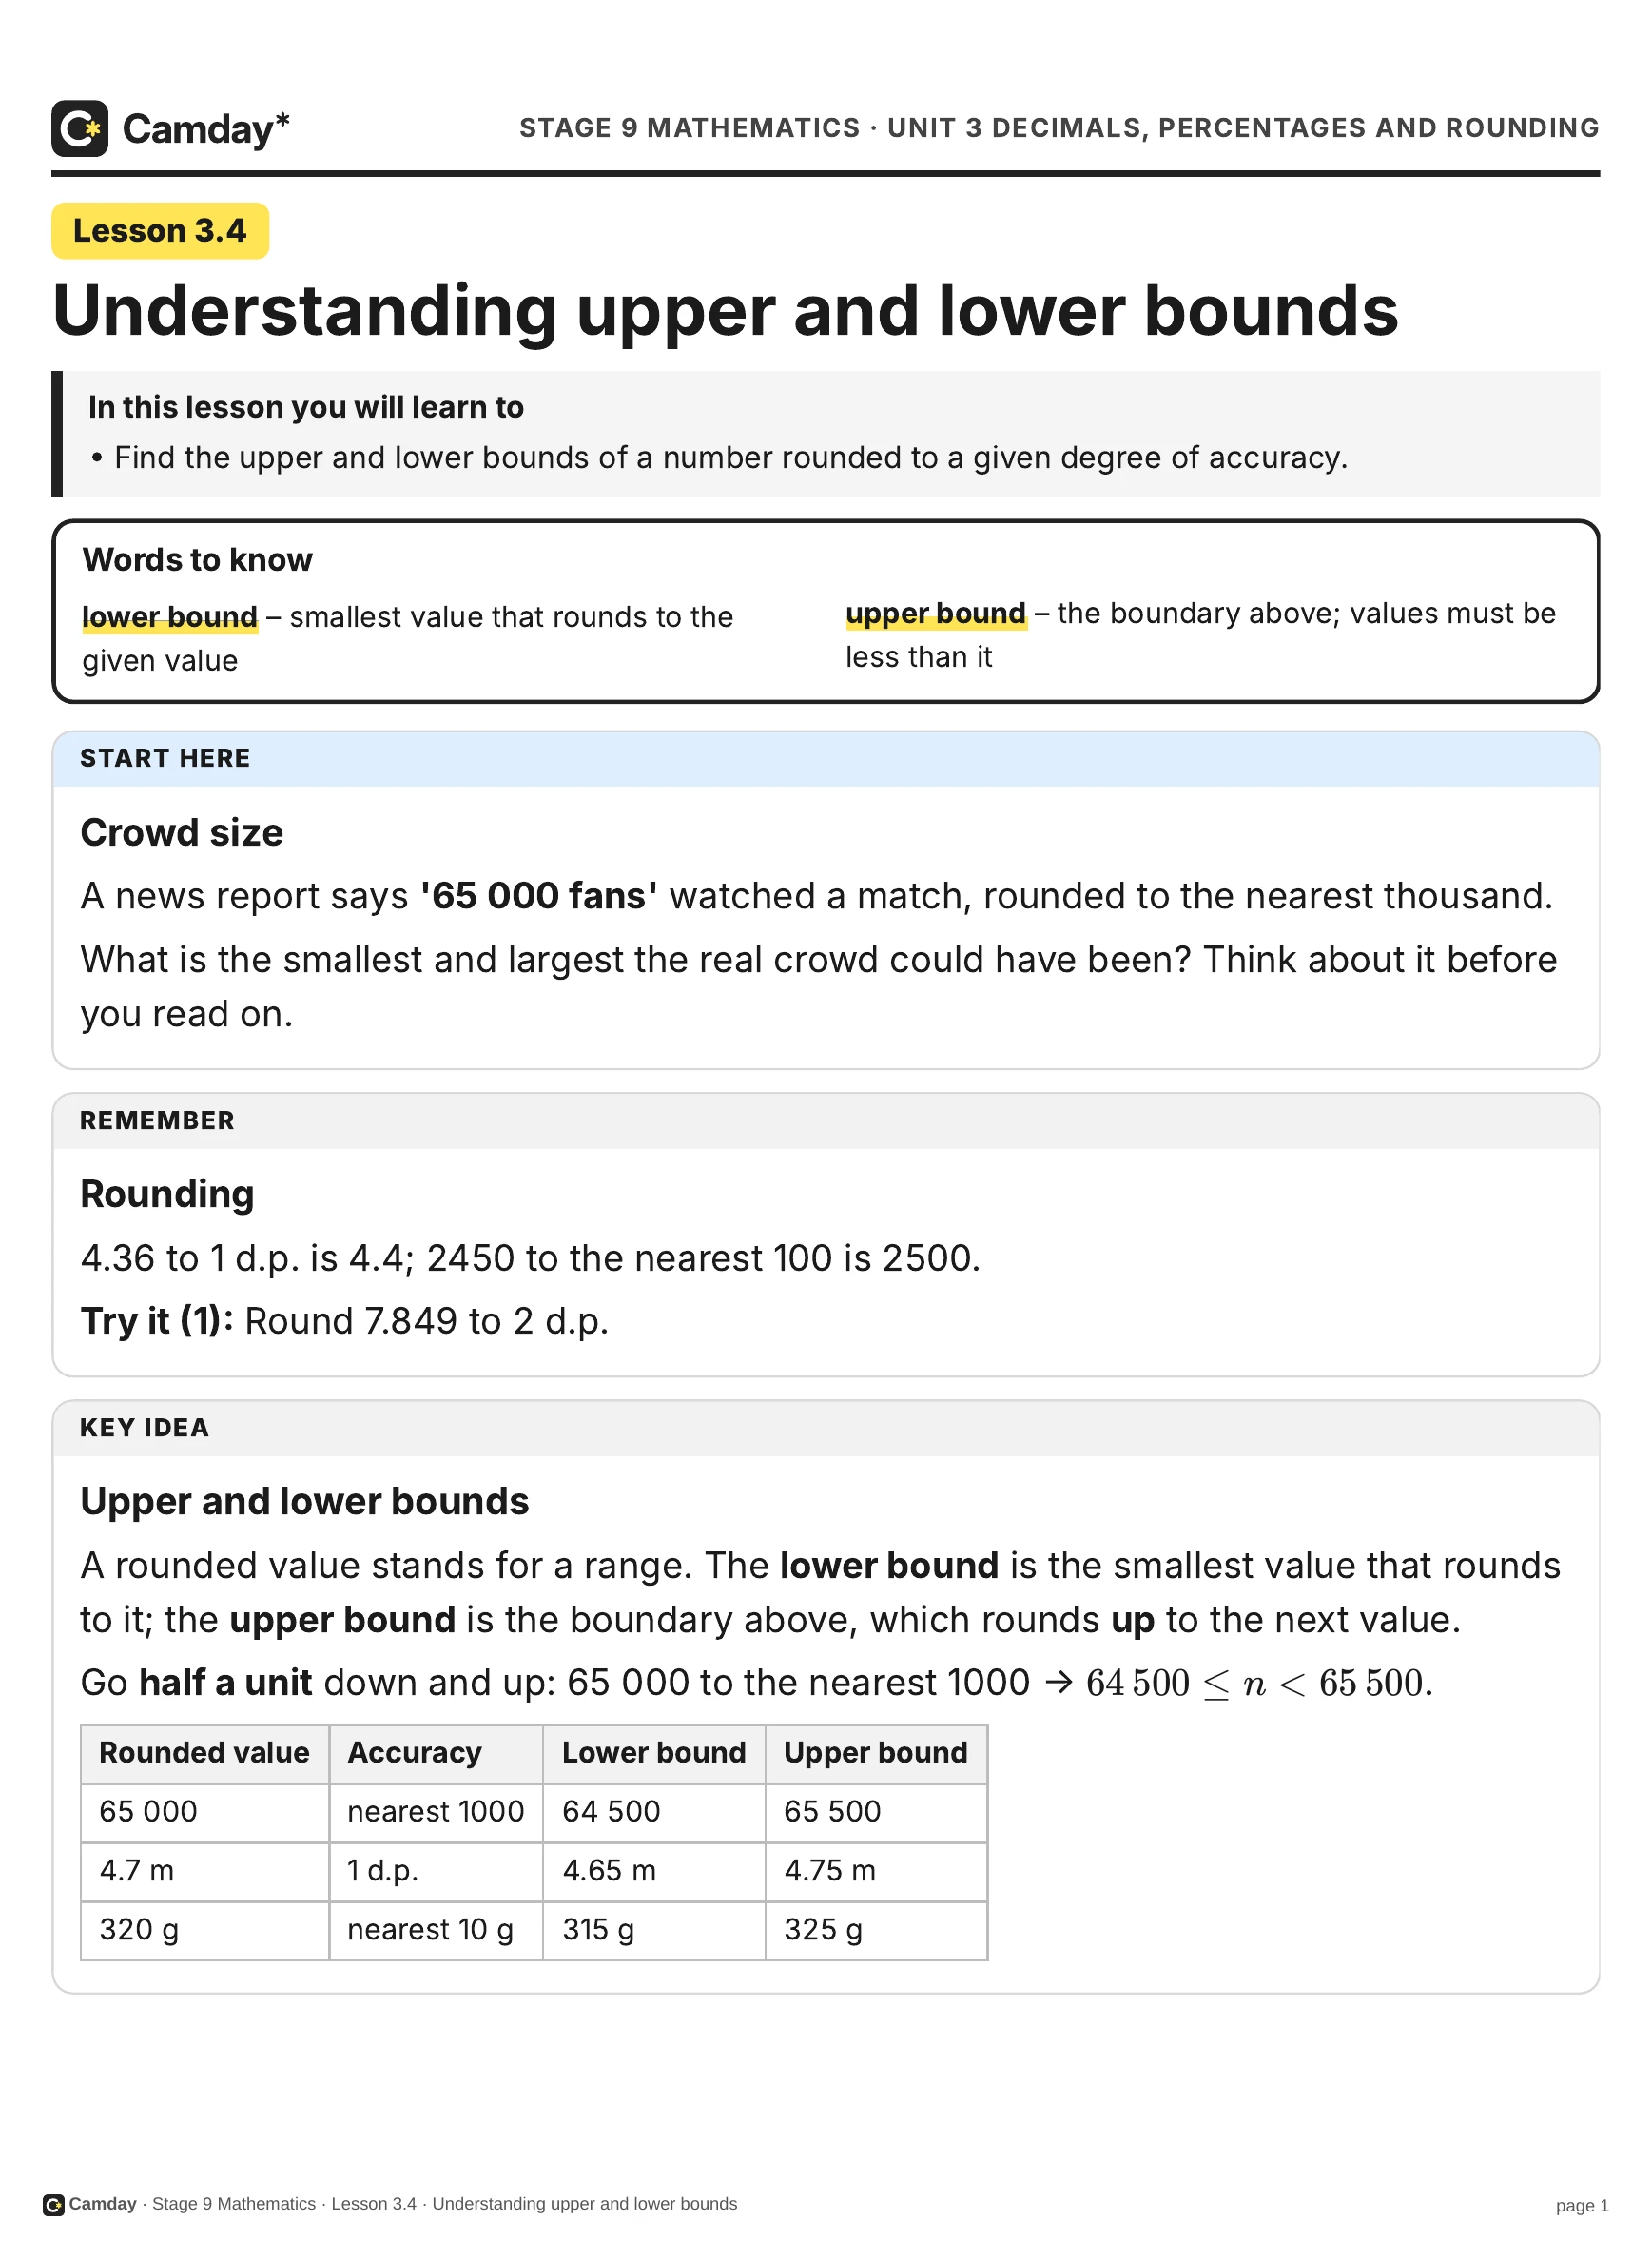 Camday*
STAGE 9 MATHEMATICS · UNIT 3 DECIMALS, PERCENTAGES AND ROUNDING
Lesson 3.4
Understanding upper and lower bounds
In this lesson you will learn to
• Find the upper and lower bounds of a number rounded to a given degree of accuracy.
Words to know
lower bound – smallest value that rounds to the
given value
upper bound – the boundary above; values must be
less than it
START HERE
Crowd size
A news report says '65 000 fans' watched a match, rounded to the nearest thousand.
What is the smallest and largest the real crowd could have been? Think about it before
you read on.
REMEMBER
Rounding
4.36 to 1 d.p. is 4.4; 2450 to the nearest 100 is 2500.
Try it (1): Round 7.849 to 2 d.p.
KEY IDEA
Upper and lower bounds
A rounded value stands for a range. The lower bound is the smallest value that rounds
to it; the upper bound is the boundary above, which rounds up to the next value.
Go half a unit down and up: 65 000 to the nearest 1000 → 64 500 ≤ n < 65 500.
Rounded value Accuracy Lower bound Upper bound
65 000 nearest 1000 64 500 65 500
4.7 m 1 d.p. 4.65 m 4.75 m
320 g nearest 10 g 315 g 325 g
Camday · Stage 9 Mathematics · Lesson 3.4 · Understanding upper and lower bounds
page 1